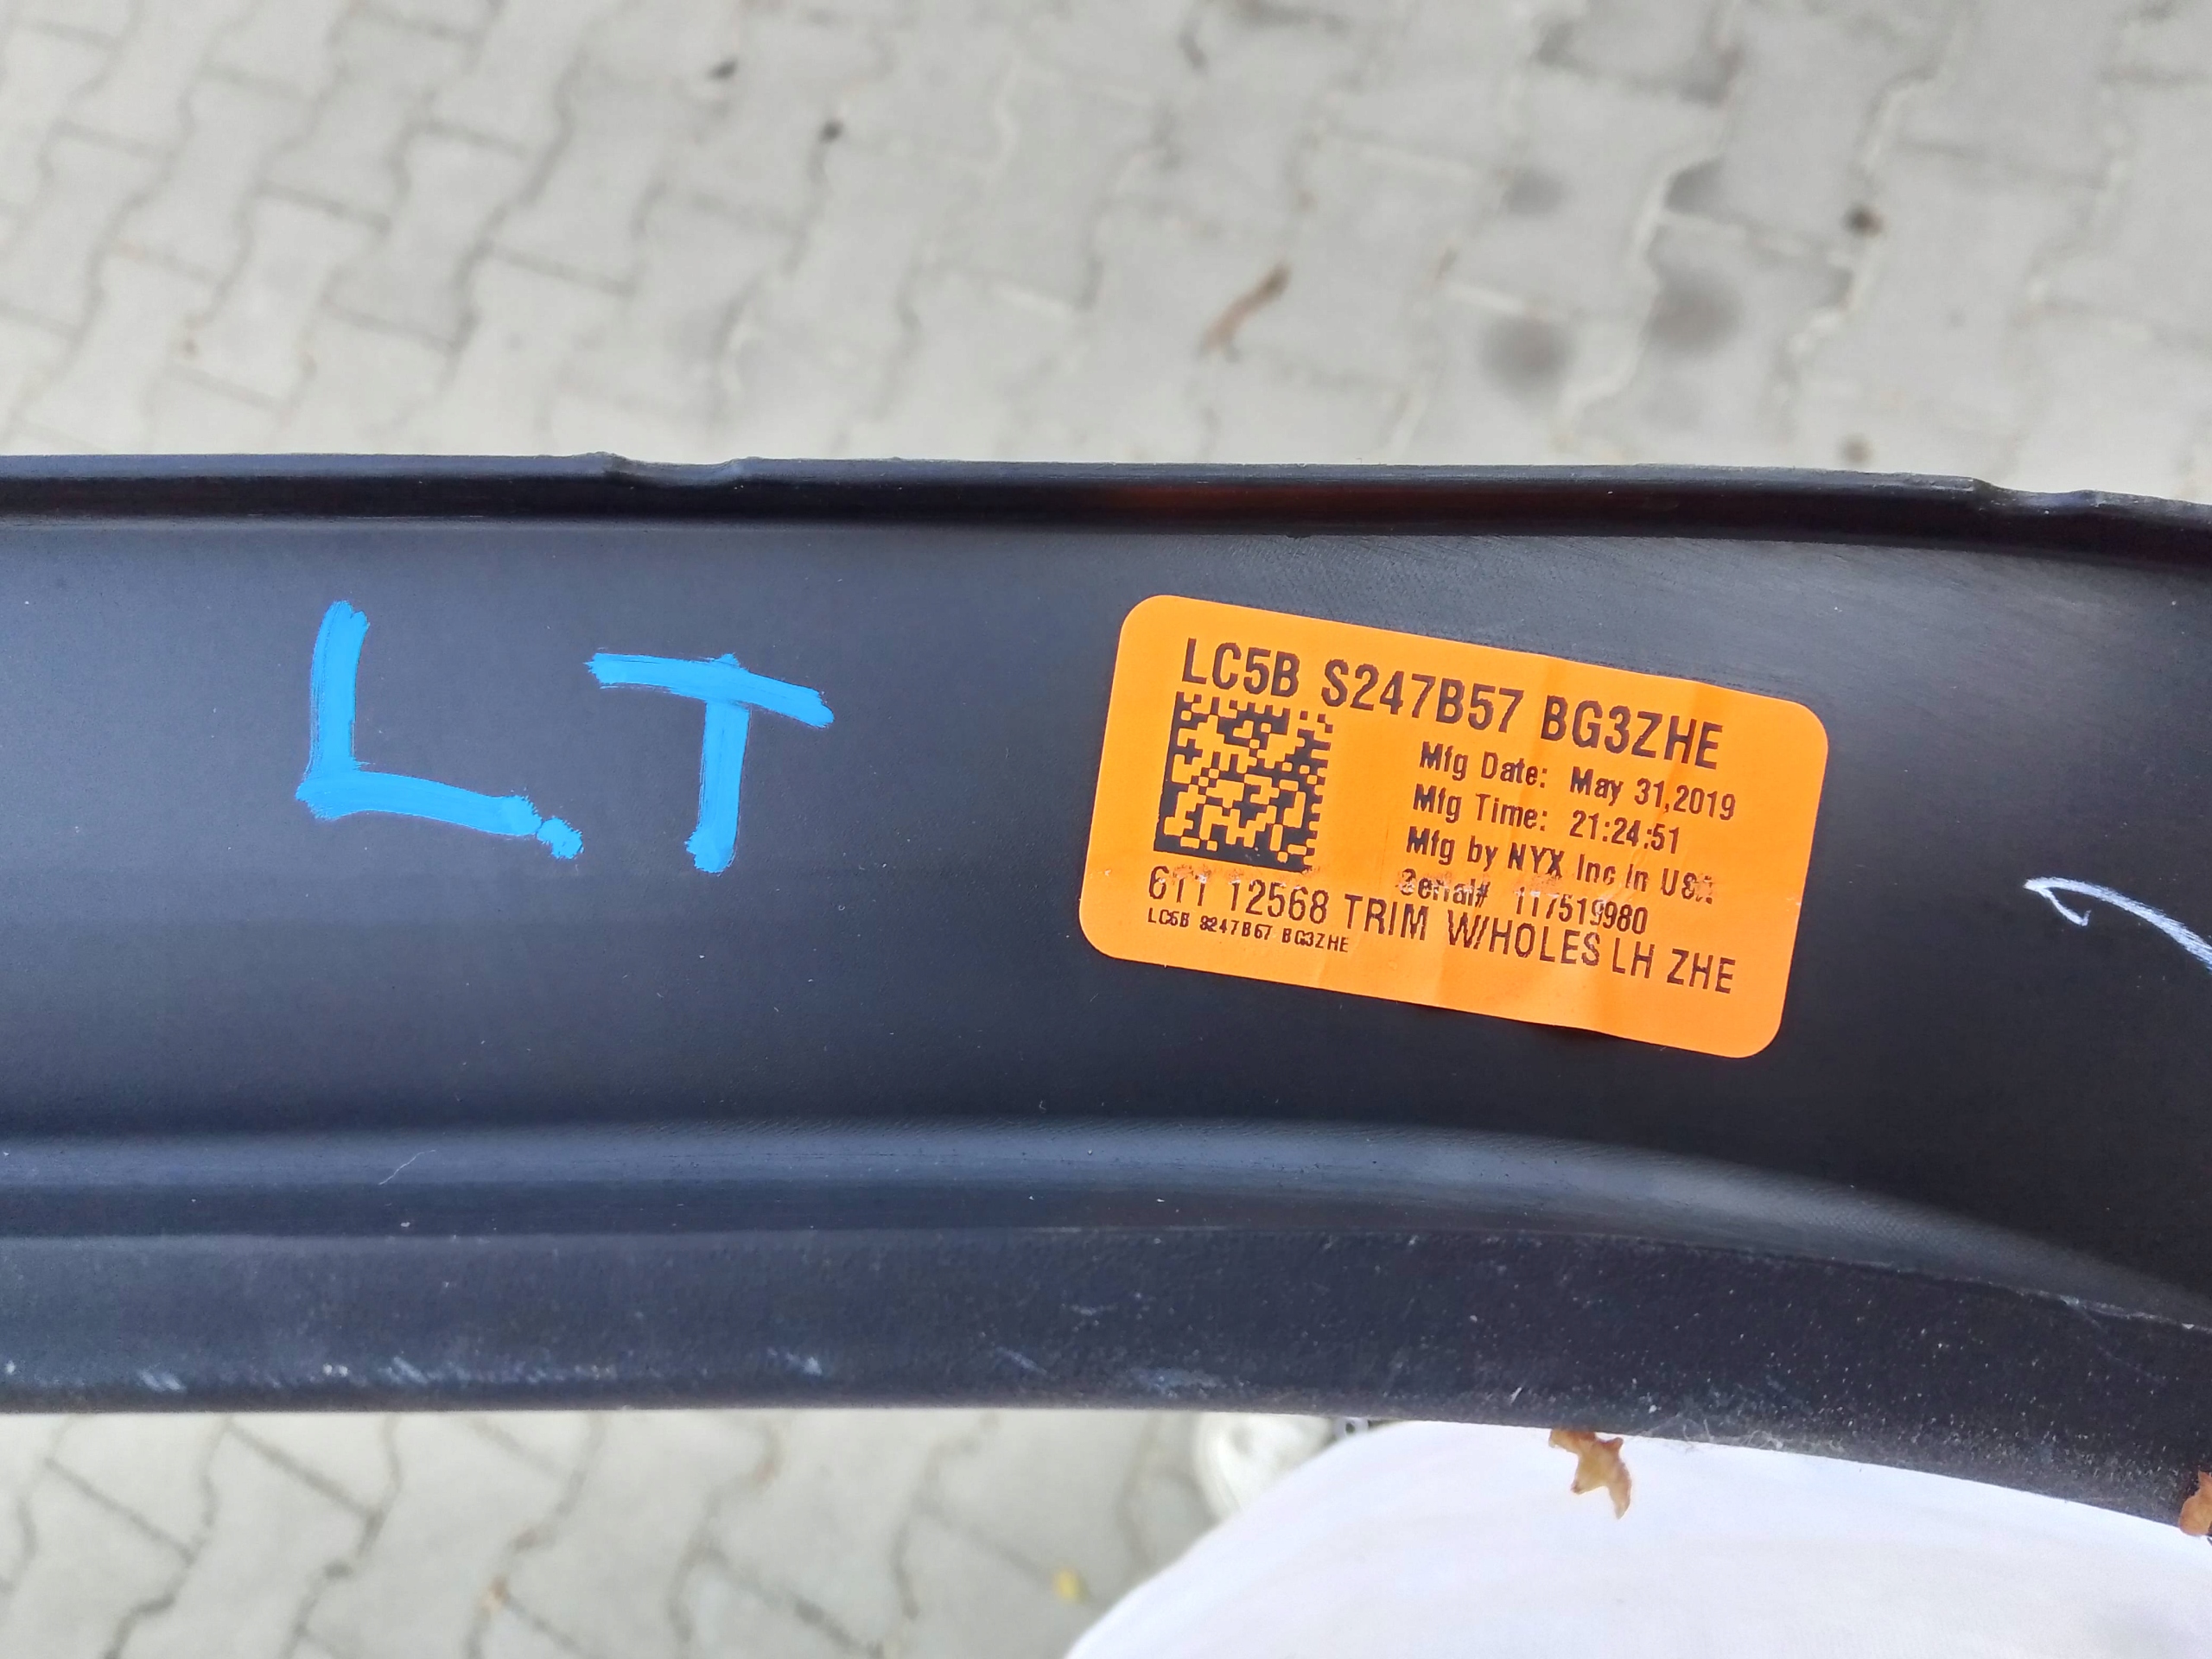 LT
LC5B S247B57 BG3ZHE
Mfg Date: May 31,2019
Mfg Time: 21:24:51
Mfg by NYX Inc in USA
Serial# 117519980
611 12568 TRIM W/HOLES LH ZHE
LC5B S247B57 BG3ZHE